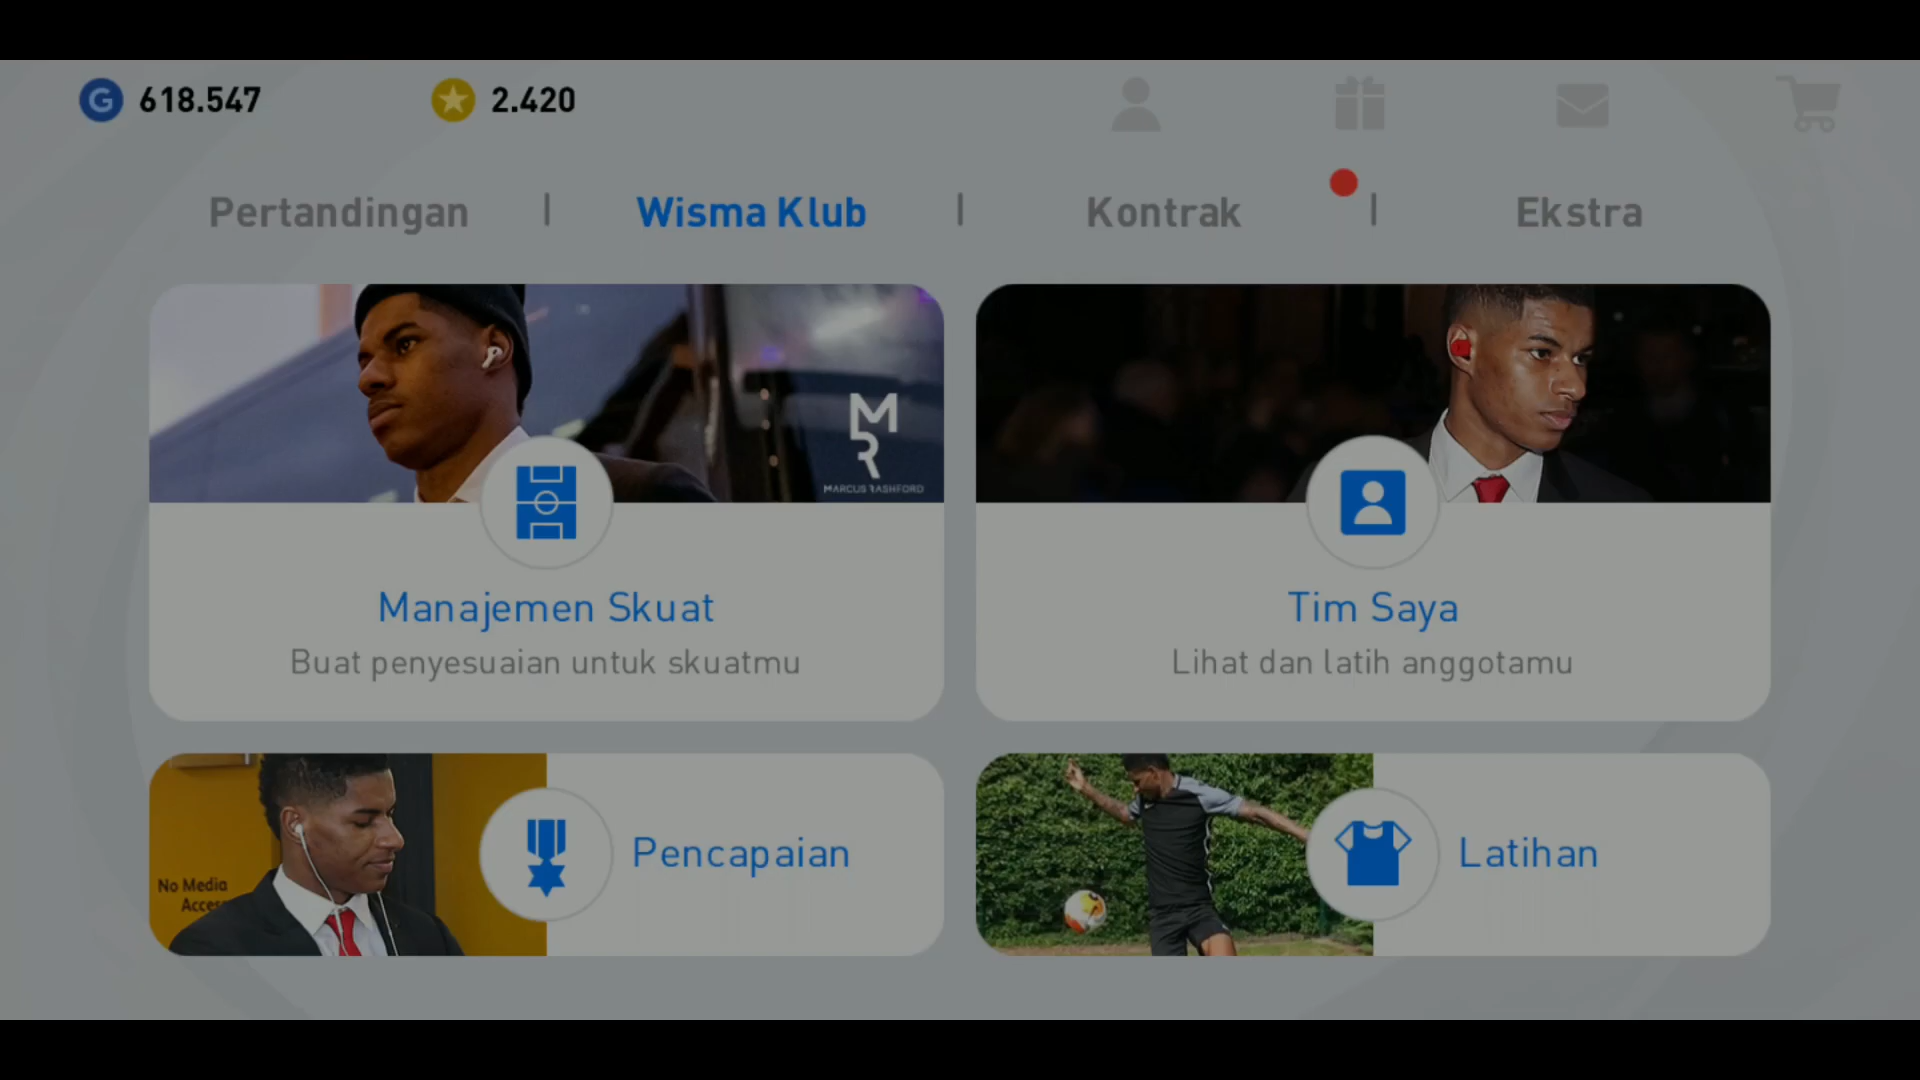 618.547
2.420
Pertandingan
Wisma Klub
Kontrak
Ekstra
MR
MARCUS RASHFORD
Manajemen Skuat
Buat penyesuaian untuk skuatmu
Tim Saya
Lihat dan latih anggotamu
No Media
Pencapaian
Latihan